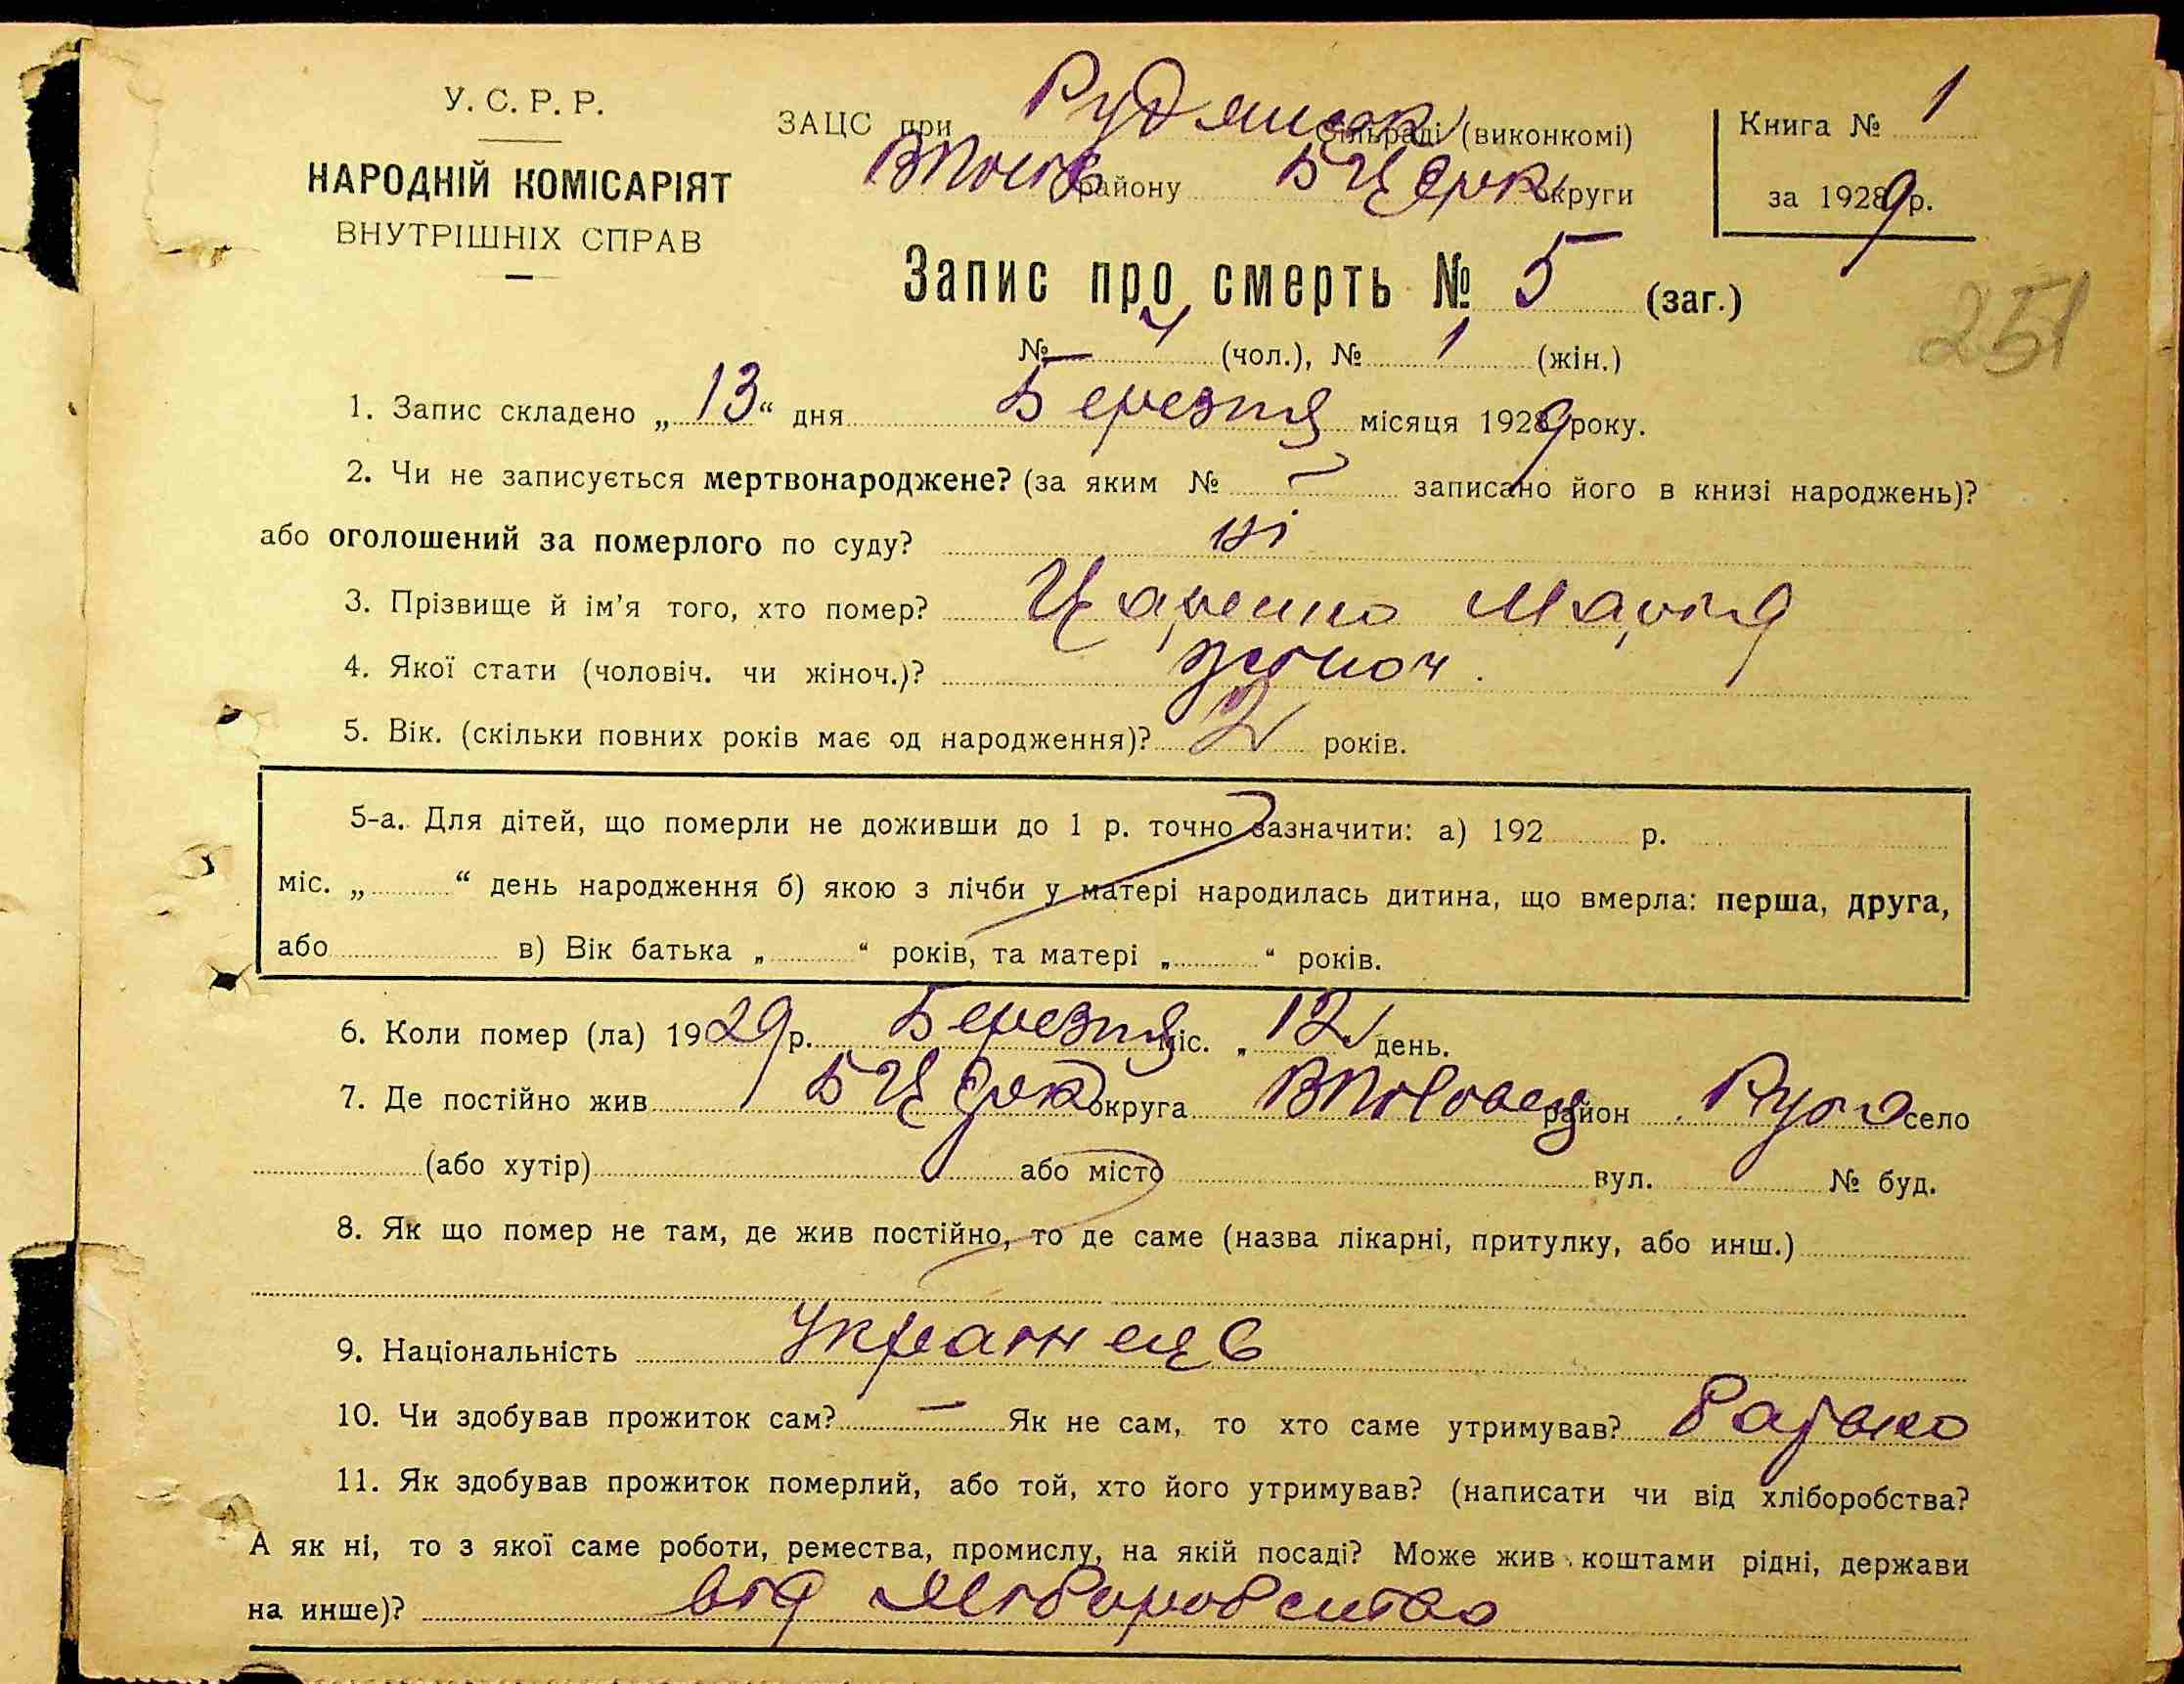 У. С. Р. Р.
НАРОДНІЙ КОМІСАРІЯТ
ВНУТРІШНІХ СПРАВ
ЗАЦС при Рудянськ сільраді (виконкомі)
району БЦерк округи
Книга № 1
за 1929 р.
Запис про смерть № 5 (заг.)
№ 4 (чол.), № 1 (жін.)
251
1. Запис складено „13“ дня Березня місяця 1929 року.
2. Чи не записується мертвонароджене? (за яким № записано його в книзі народжень)?
або оголошений за померлого по суду? ні
3. Прізвище й ім'я того, хто помер? Царенко Марія
4. Якої стати (чоловіч. чи жіноч.)? жіноч.
5. Вік. (скільки повних років має од народження)? 2 років.
5-а. Для дітей, що померли не доживши до 1 р. точно зазначити: а) 192 р.
міс. „ “ день народження б) якою з лічби у матері народилась дитина, що вмерла: перша, друга,
або в) Вік батька „ “ років, та матері „ “ років.
6. Коли помер (ла) 1929 р. Березня міс. „12 день.
7. Де постійно жив БЦерк округа район Руда село
(або хутір) або місто вул. № буд.
8. Як що помер не там, де жив постійно, то де саме (назва лікарні, притулку, або инш.)
9. Національність Українець
10. Чи здобував прожиток сам? — Як не сам, то хто саме утримував? Батько
11. Як здобував прожиток померлий, або той, хто його утримував? (написати чи від хліборобства?
А як ні, то з якої саме роботи, ремества, промислу, на якій посаді? Може жив коштами рідні, держави
на инше)? від хліборобства